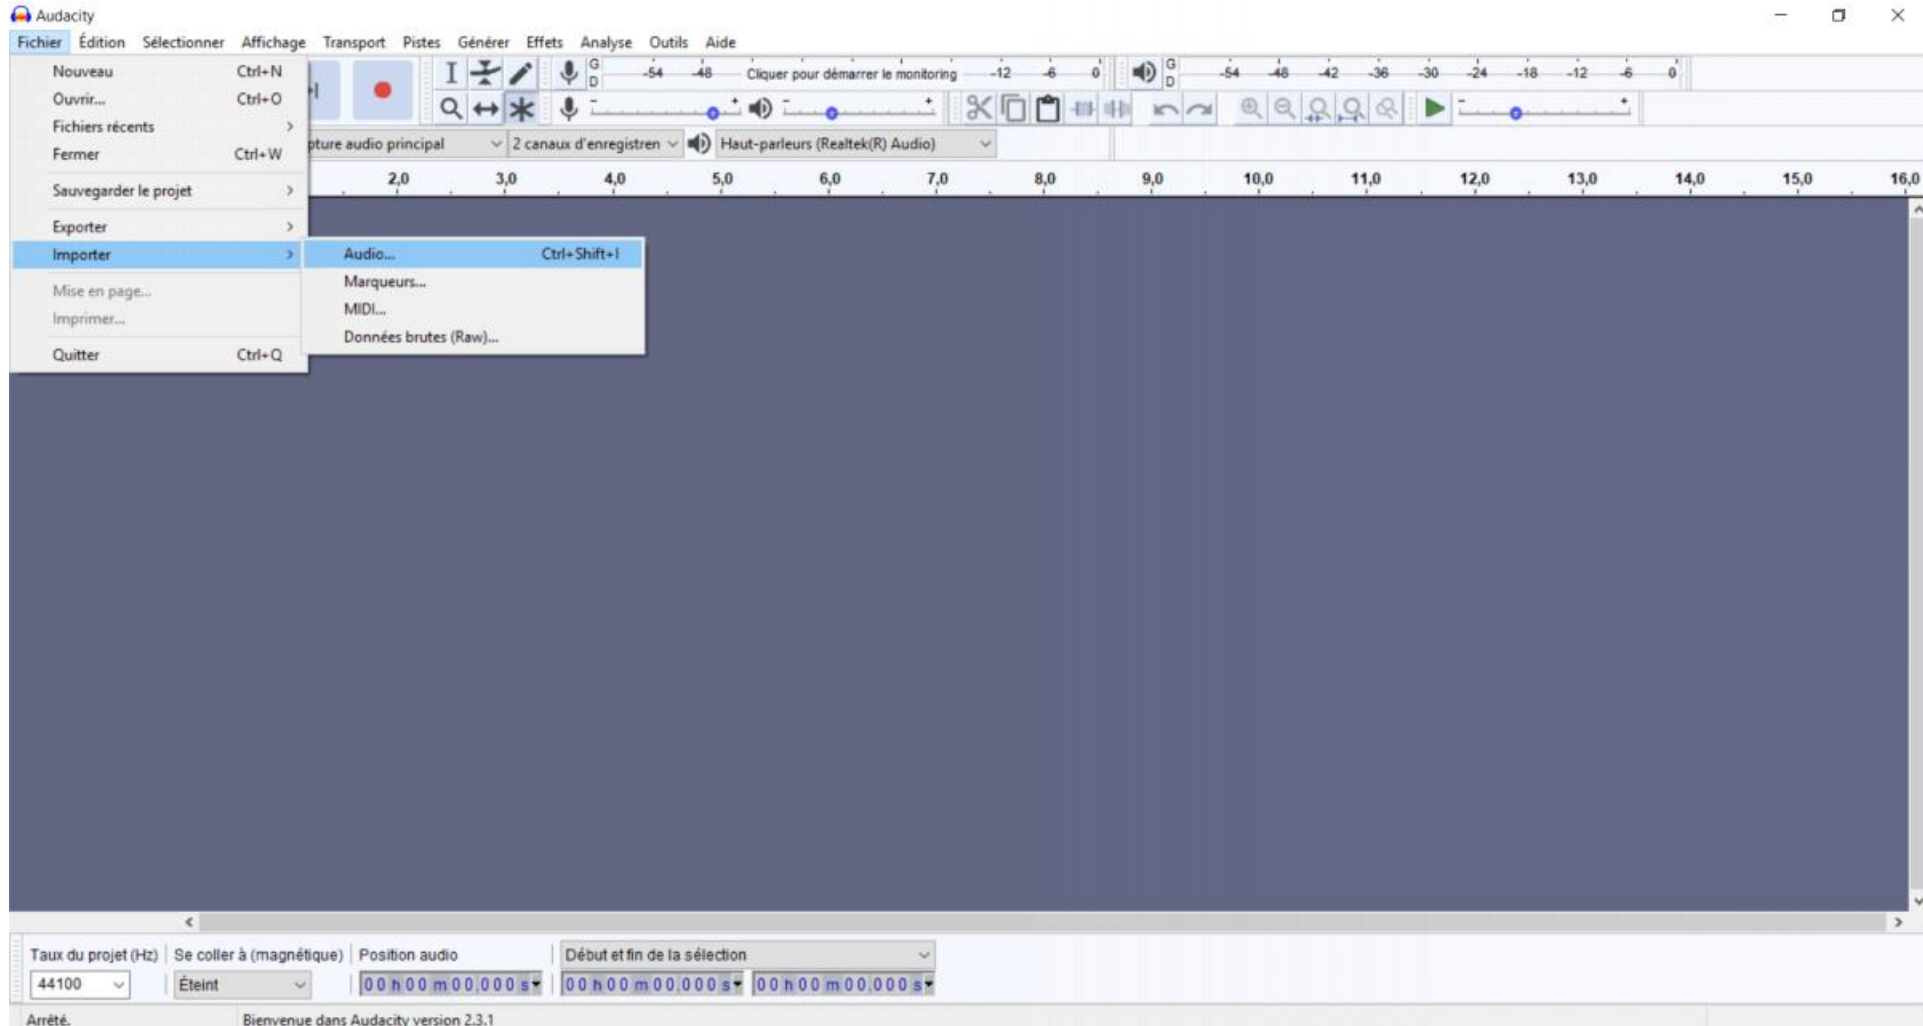 Audacity
Fichier Édition Sélectionner Affichage Transport Pistes Générer Effets Analyse Outils Aide
Nouveau Ctrl+N
Ouvrir... Ctrl+O
Fichiers récents >
Fermer Ctrl+W
Sauvegarder le projet >
Exporter >
Importer >
Mise en page...
Imprimer...
Quitter Ctrl+Q
Audio... Ctrl+Shift+I
Marqueurs...
MIDI...
Données brutes (Raw)...
G D -54 -48 Cliquer pour démarrer le monitoring -12 -6 0
G D -54 -48 -42 -36 -30 -24 -18 -12 -6 0
pture audio principal 2 canaux d'enregistren Haut-parleurs (Realtek(R) Audio)
2,0 3,0 4,0 5,0 6,0 7,0 8,0 9,0 10,0 11,0 12,0 13,0 14,0 15,0 16,0
Taux du projet (Hz) Se coller à (magnétique) Position audio Début et fin de la sélection
44100 Éteint 00 h 00 m 00,000 s 00 h 00 m 00,000 s 00 h 00 m 00,000 s
Arrêté. Bienvenue dans Audacity version 2.3.1